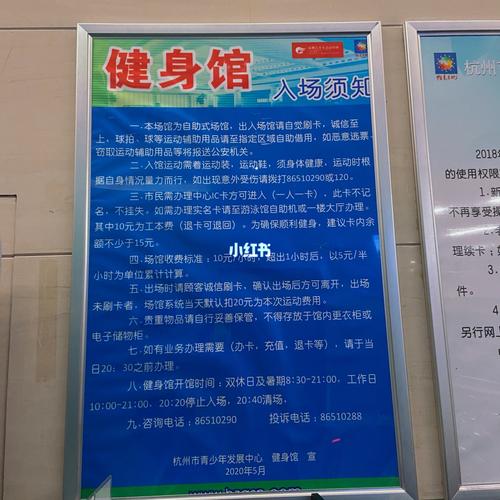 健身馆
入场须知
一.本场馆为自助式场馆，出入场馆请自觉刷卡，诚信至
上，球拍、球等运动辅助用品请至指定区域自助借用，如恶意逃票、
窃取运动辅助用品等将报送公安机关。
二.入馆运动需着运动装，运动鞋，须身体健康，运动时根
据自身情况量力而行，如出现意外受伤请拨打86510290或120。
三.市民需办理中心IC卡方可进入（一人一卡），此卡不记
名，不挂失。如需办理实名卡请至游泳馆自助机或一楼大厅办理。
其中10元为工本费（退卡可退回）。为确保顺利健身，建议卡内余
额不少于15元。
小红书
四.场馆收费标准：10元/小时，超出1小时后，以5元/半
小时为单位累计计算。
五.出场时请顾客诚信刷卡，确认出场后方可离开，出场
未刷卡者，场馆系统当天默认扣20元为本次运动费用。
六.贵重物品请自行妥善保管，不得存放于馆内更衣柜或
电子储物柜。
七.如有业务办理需要（办卡，充值，退卡等），请于当
日20：30之前办理。
八.健身馆开馆时间：双休日及暑期8:30-21:00，工作日
10:00-21:00，20:20停止入场，20:40清场，
九.咨询电话：86510290 投诉电话：86510288
杭州市青少年发展中心 健身馆 宣
2020年5月
杭州市
2018年
的使用权限
1.新
不再享受
理续卡；如
件。
4
另行网上